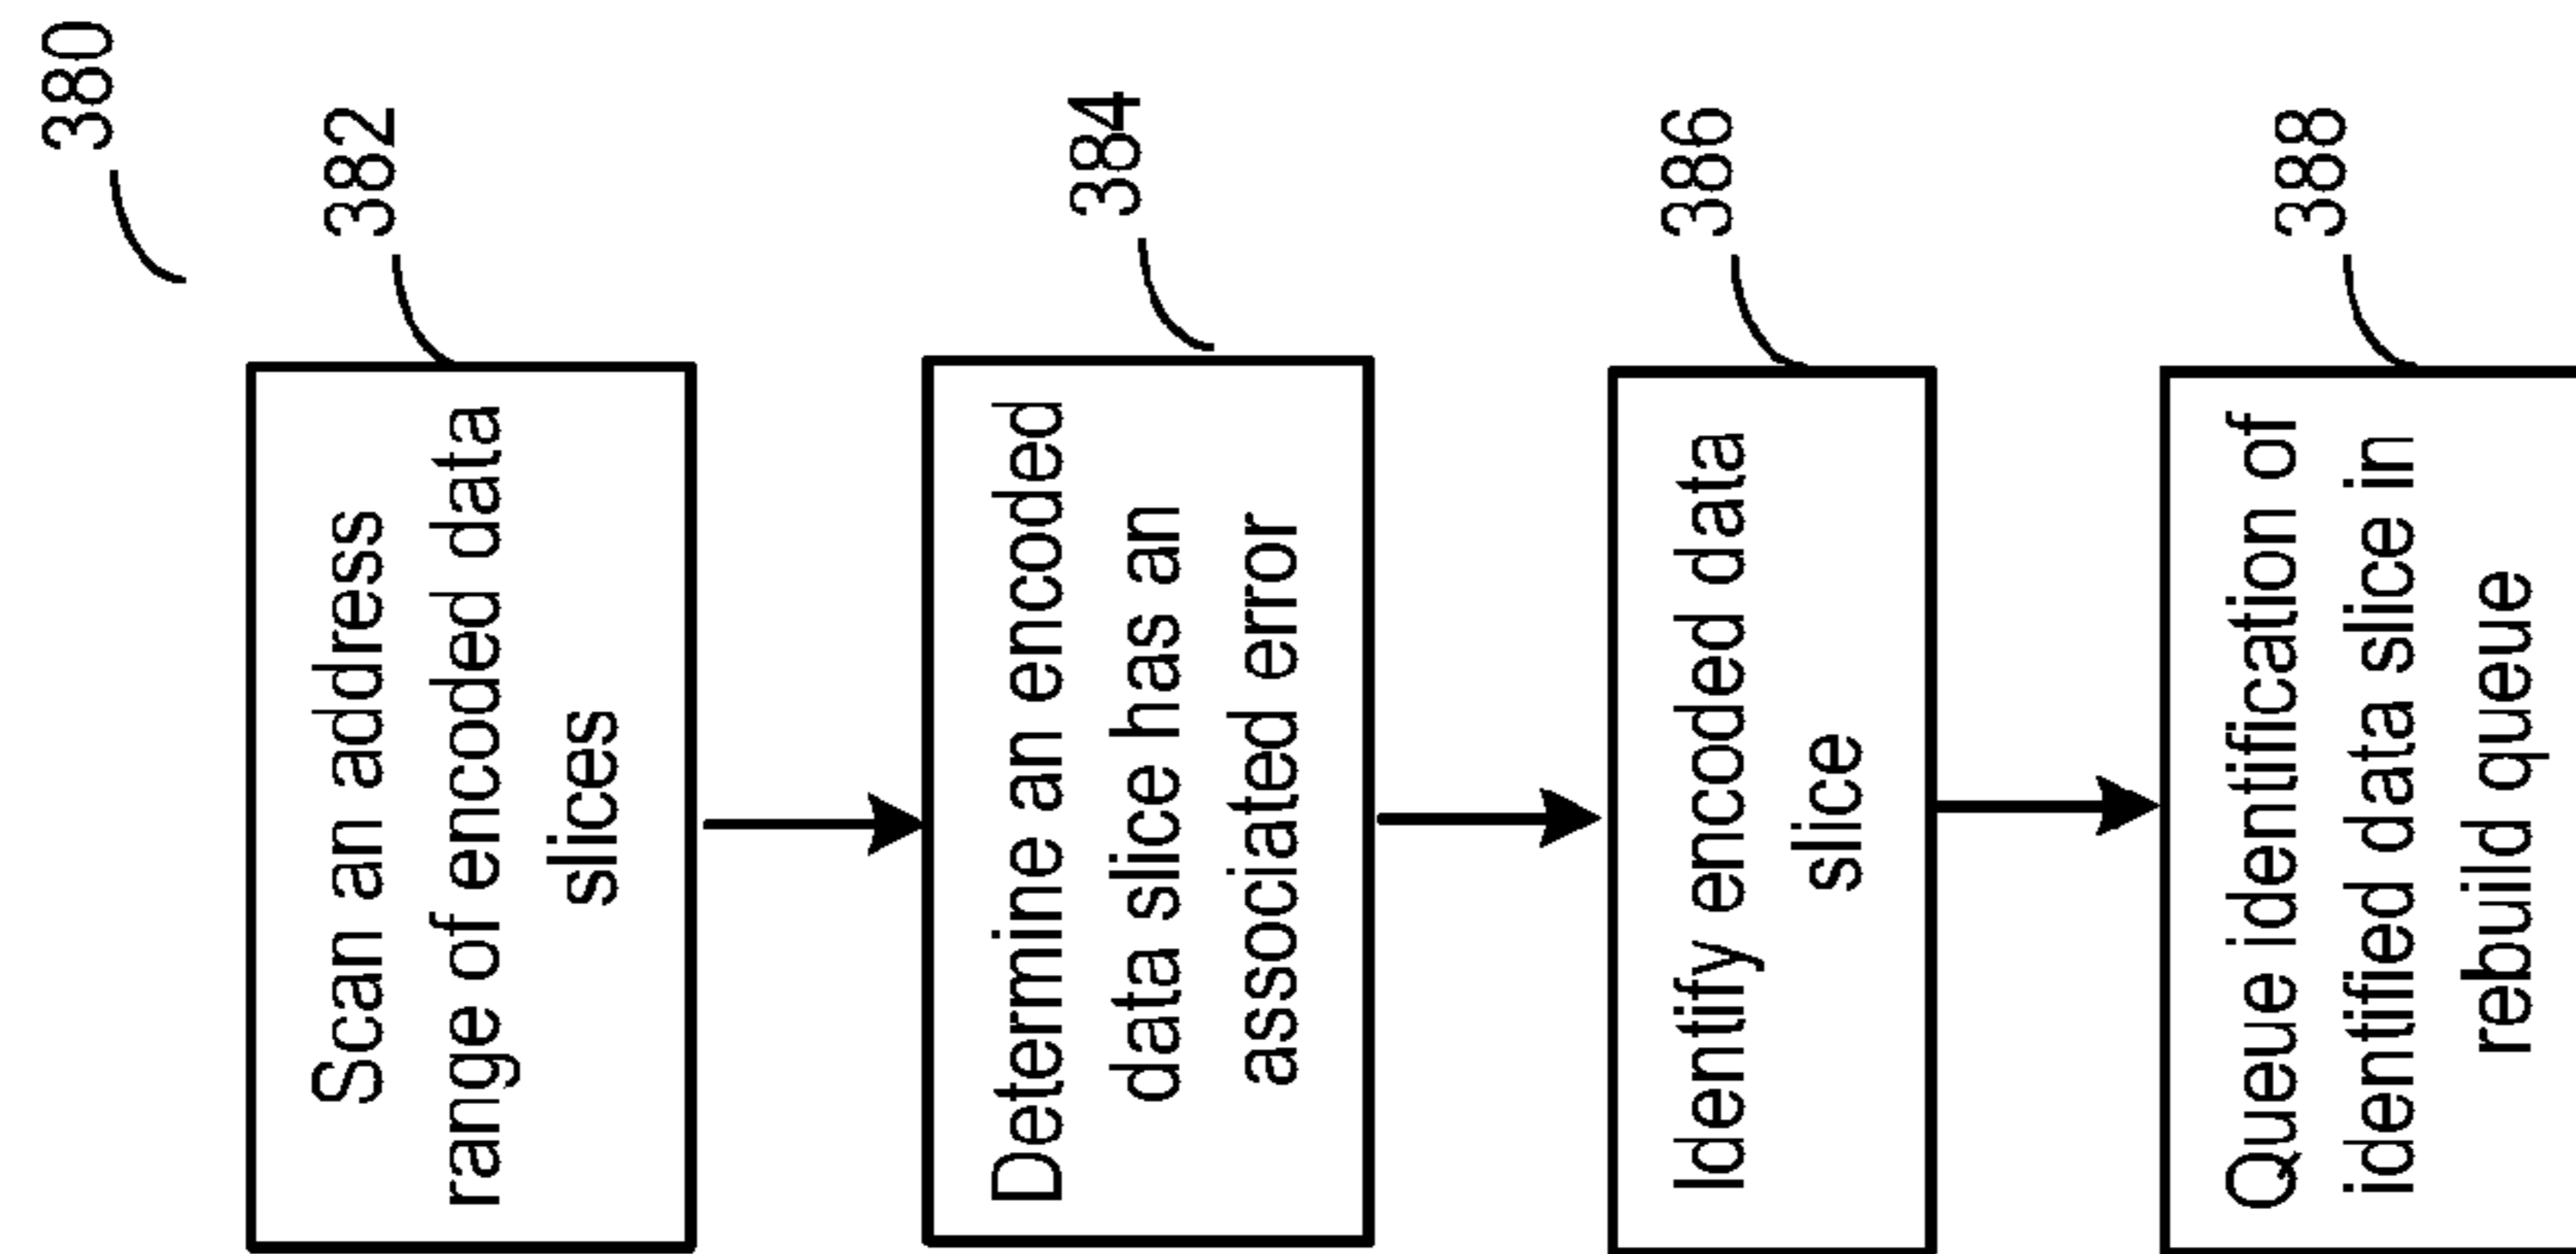 380
382
Scan an address
range of encoded data
slices
384
Determine an encoded
data slice has an
associated error
386
Identify encoded data
slice
388
Queue identification of
identified data slice in
rebuild queue